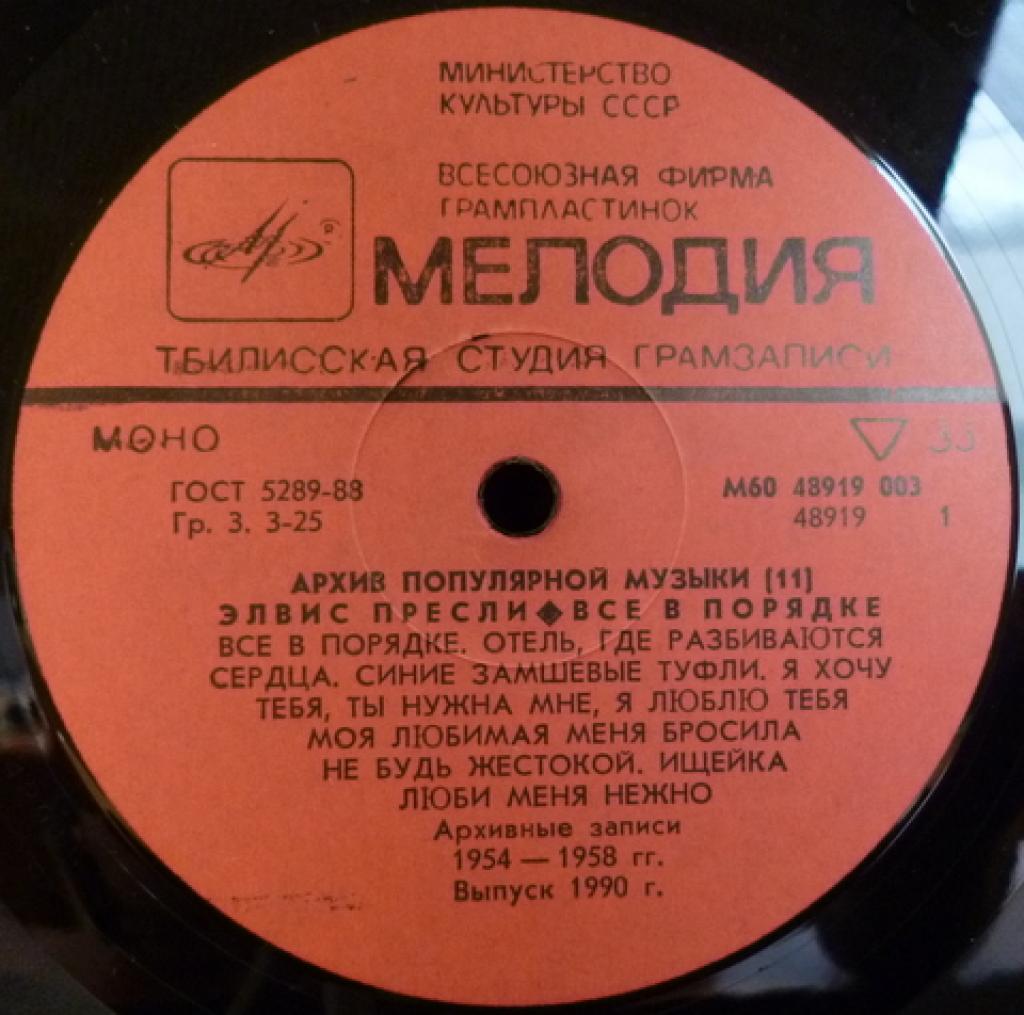 МИНИСТЕРСТВО
КУЛЬТУРЫ СССР
ВСЕСОЮЗНАЯ ФИРМА
ГРАМПЛАСТИНОК
МЕЛОДИЯ
ТБИЛИССКАЯ СТУДИЯ ГРАМЗАПИСИ
МОНО 33
ГОСТ 5289-88 М60 48919 003
Гр. 3. 3-25 48919 1
АРХИВ ПОПУЛЯРНОЙ МУЗЫКИ (11)
ЭЛВИС ПРЕСЛИ ◆ ВСЕ В ПОРЯДКЕ
ВСЕ В ПОРЯДКЕ. ОТЕЛЬ, ГДЕ РАЗБИВАЮТСЯ
СЕРДЦА. СИНИЕ ЗАМШЕВЫЕ ТУФЛИ. Я ХОЧУ
ТЕБЯ, ТЫ НУЖНА МНЕ, Я ЛЮБЛЮ ТЕБЯ
МОЯ ЛЮБИМАЯ МЕНЯ БРОСИЛА
НЕ БУДЬ ЖЕСТОКОЙ. ИЩЕЙКА
ЛЮБИ МЕНЯ НЕЖНО
Архивные записи
1954 — 1958 гг.
Выпуск 1990 г.